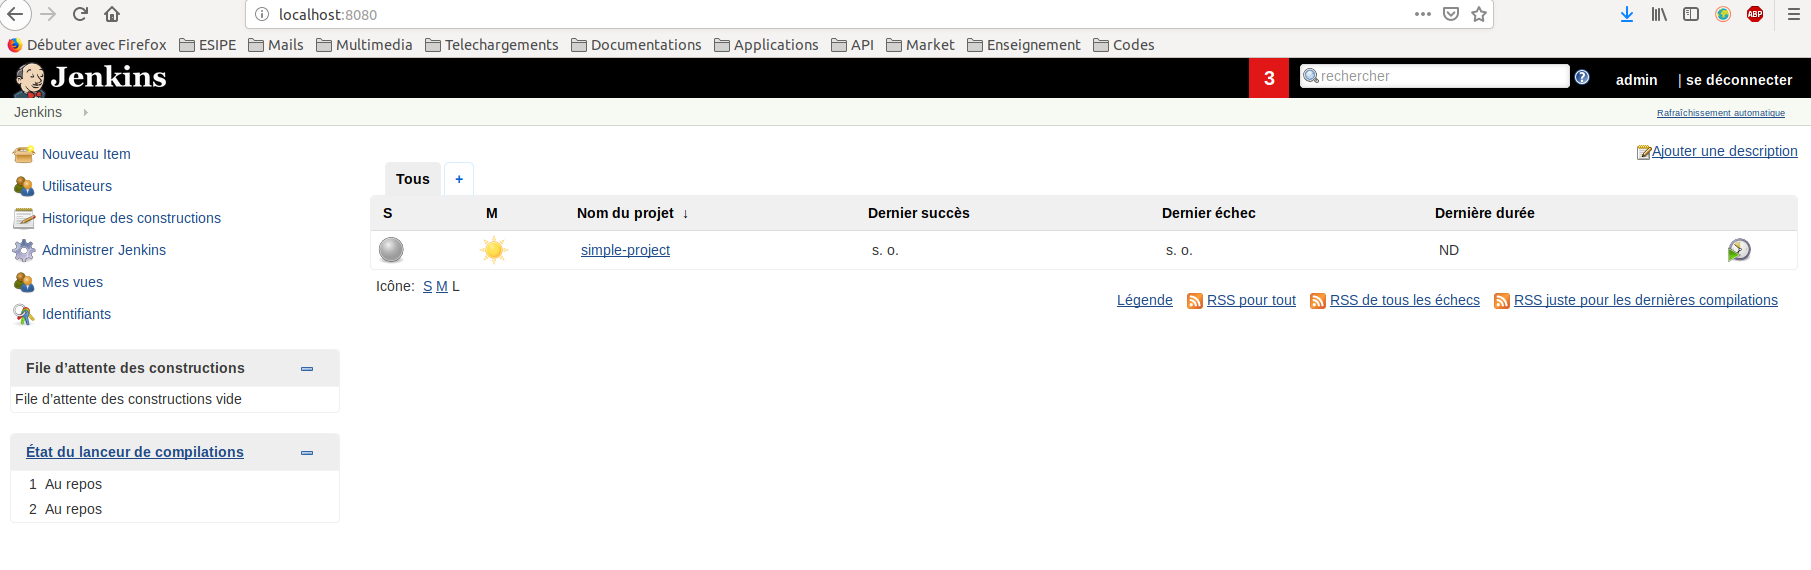 localhost:8080
Débuter avec Firefox ESIPE Mails Multimedia Telechargements Documentations Applications API Market Enseignement Codes
ABP
Jenkins 3 rechercher ? admin | se déconnecter
Jenkins Rafraîchissement automatique
Nouveau Item
Utilisateurs
Historique des constructions
Administrer Jenkins
Mes vues
Identifiants
File d’attente des constructions
File d’attente des constructions vide
État du lanceur de compilations
1 Au repos
2 Au repos
Ajouter une description
Tous +
S M Nom du projet ↓ Dernier succès Dernier échec Dernière durée
simple-project s. o. s. o. ND
Icône: S M L
Légende RSS pour tout RSS de tous les échecs RSS juste pour les dernières compilations